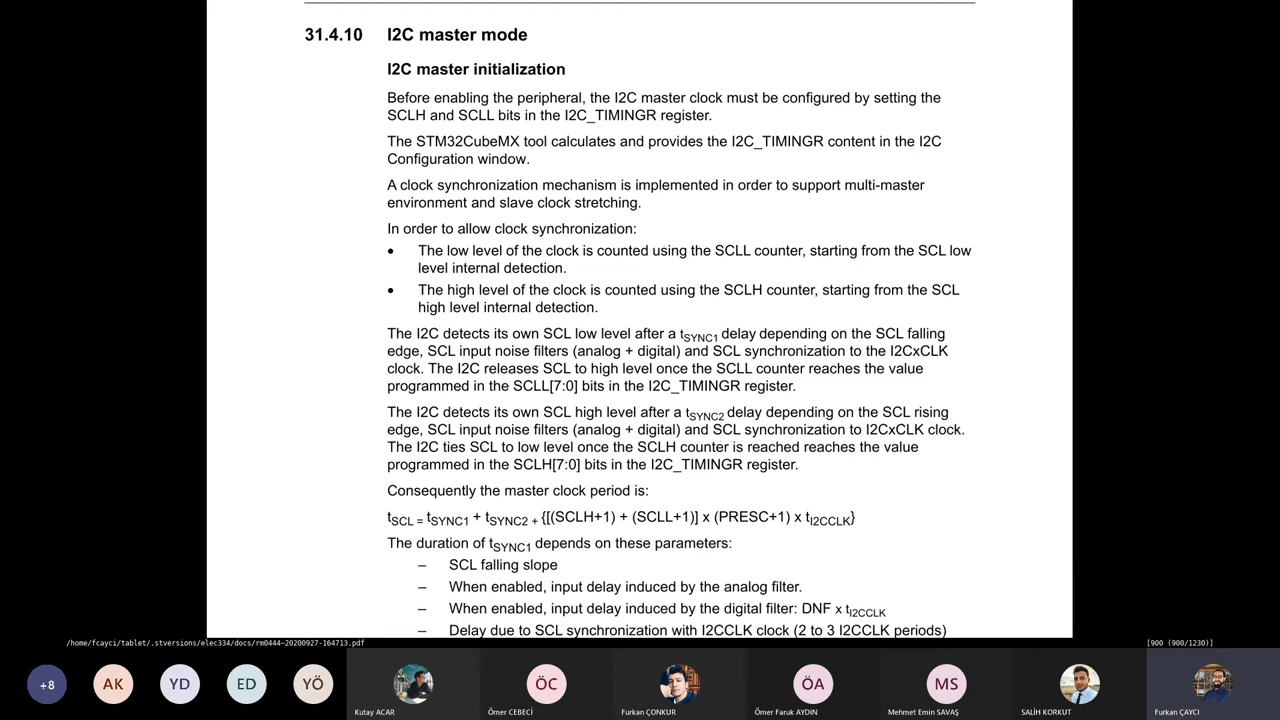 31.4.10 I2C master mode
I2C master initialization
Before enabling the peripheral, the I2C master clock must be configured by setting the
SCLH and SCLL bits in the I2C_TIMINGR register.
The STM32CubeMX tool calculates and provides the I2C_TIMINGR content in the I2C
Configuration window.
A clock synchronization mechanism is implemented in order to support multi-master
environment and slave clock stretching.
In order to allow clock synchronization:
• The low level of the clock is counted using the SCLL counter, starting from the SCL low
level internal detection.
• The high level of the clock is counted using the SCLH counter, starting from the SCL
high level internal detection.
The I2C detects its own SCL low level after a tSYNC1 delay depending on the SCL falling
edge, SCL input noise filters (analog + digital) and SCL synchronization to the I2CxCLK
clock. The I2C releases SCL to high level once the SCLL counter reaches the value
programmed in the SCLL[7:0] bits in the I2C_TIMINGR register.
The I2C detects its own SCL high level after a tSYNC2 delay depending on the SCL rising
edge, SCL input noise filters (analog + digital) and SCL synchronization to I2CxCLK clock.
The I2C ties SCL to low level once the SCLH counter is reached reaches the value
programmed in the SCLH[7:0] bits in the I2C_TIMINGR register.
Consequently the master clock period is:
tSCL = tSYNC1 + tSYNC2 + {[(SCLH+1) + (SCLL+1)] x (PRESC+1) x tI2CCLK}
The duration of tSYNC1 depends on these parameters:
– SCL falling slope
– When enabled, input delay induced by the analog filter.
– When enabled, input delay induced by the digital filter: DNF x tI2CCLK
– Delay due to SCL synchronization with I2CCLK clock (2 to 3 I2CCLK periods)
/home/fcayci/tablet/.stversions/elec334/docs/rm0444~20200927-164713.pdf [900 (900/1230)]
+8 AK YD ED YÖ ÖC ÖA MS
Kutay ACAR Ömer CEBECİ Furkan ÇONKUR Ömer Faruk AYDIN Mehmet Emin SAVAŞ SALİH KORKUT Furkan ÇAYCI